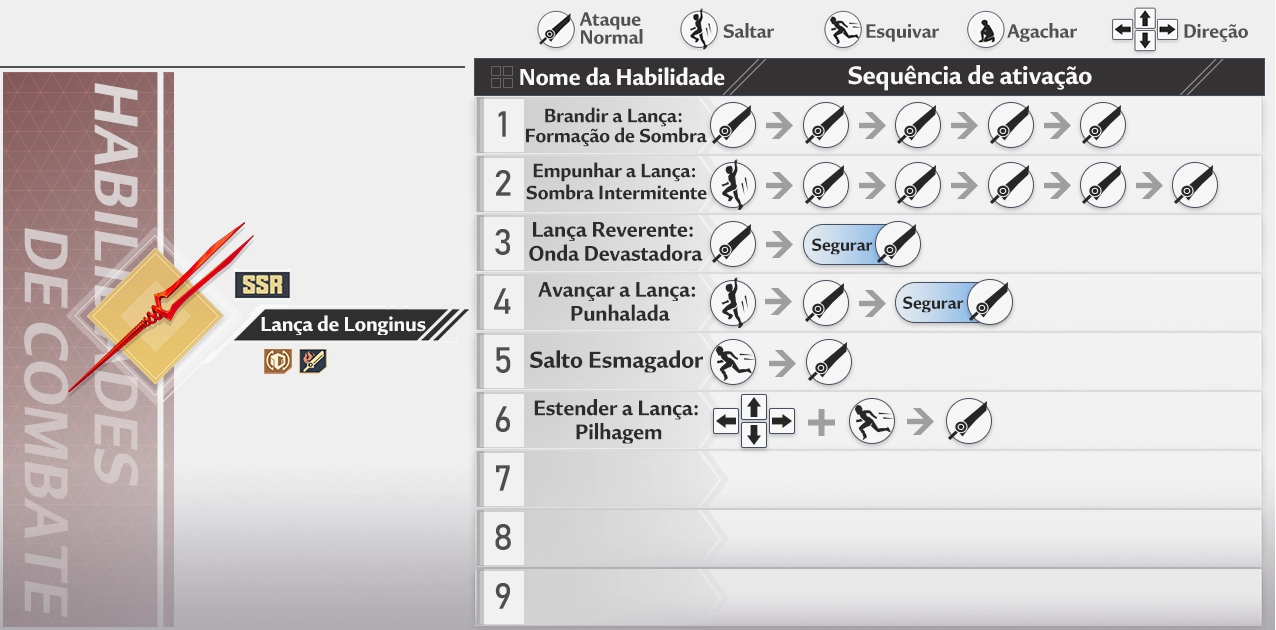 Ataque
Normal
Saltar
Esquivar
Agachar
Direção
Nome da Habilidade
Sequência de ativação
HABILIDADES
DE COMBATE
SSR
Lança de Longinus
1
Brandir a Lança:
Formação de Sombra
2
Empunhar a Lança:
Sombra Intermitente
3
Lança Reverente:
Onda Devastadora
Segurar
4
Avançar a Lança:
Punhalada
Segurar
5
Salto Esmagador
6
Estender a Lança:
Pilhagem
7
8
9